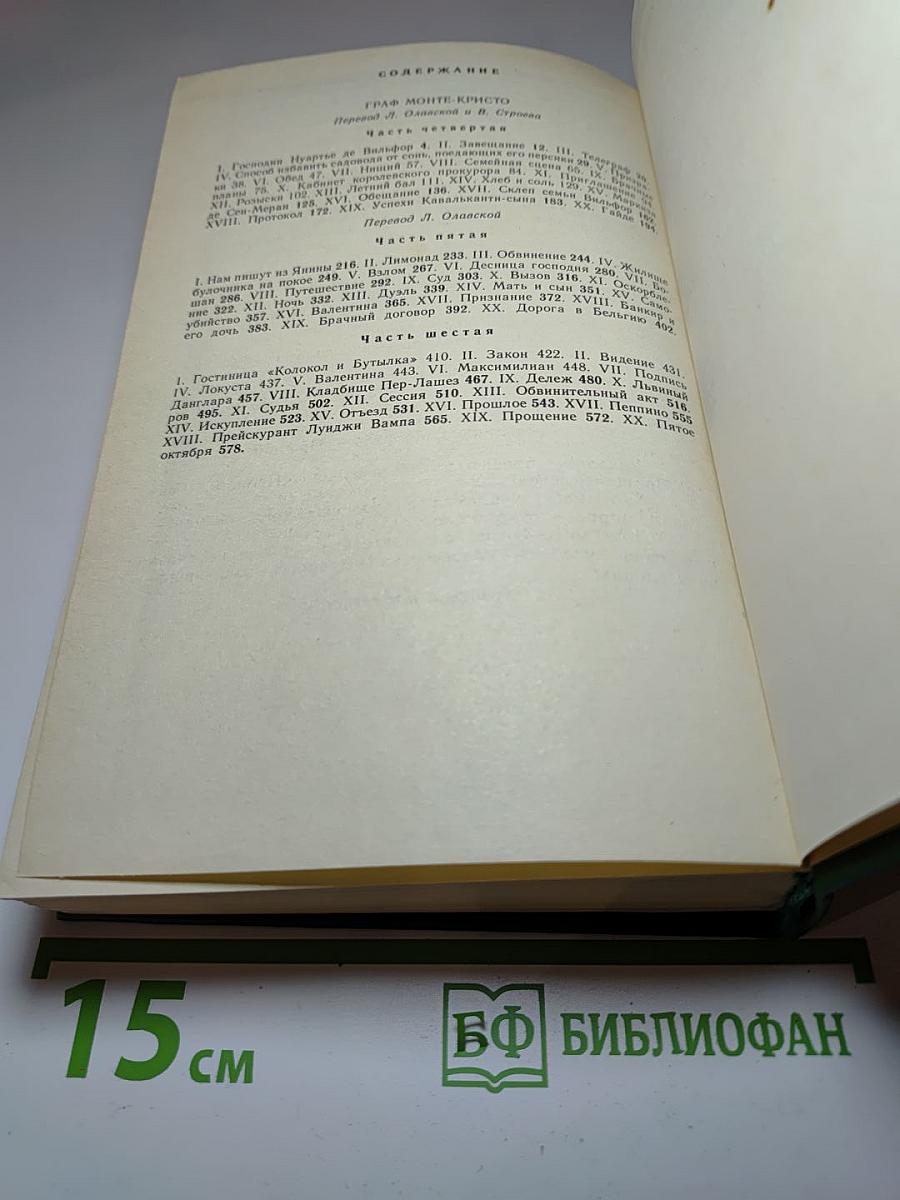 СОДЕРЖАНИЕ
ГРАФ МОНТЕ-КРИСТО
Перевод Л. Олавской и В. Строева
Часть четвертая
I. Господин Нуартье де Вильфор 4. II. Завещание 12. III. Телеграф 20.
IV. Способ избавить садовода от сонь, поедающих его персики 29. V.
ки 38. VI. Обед 47. VII. Нищий 57. VIII. Семейная сцена 65. IX. Брачные
планы 75. X. Кабинет королевского прокурора 84. XI. Приглашение
XII. Розыски 102. XIII. Летний бал 111. XIV. Хлеб и соль 129. XV. Маркиза
де Сен-Меран 125. XVI. Обещание 136. XVII. Склеп семьи Вильфор 162.
XVIII. Протокол 172. XIX. Успехи Кавальканти-сына 183. XX. Гайде 194.
Перевод Л. Олавской
Часть пятая
I. Нам пишут из Янины 216. II. Лимонад 233. III. Обвинение 244. IV. Жилище
булочника на покое 249. V. Взлом 267. VI. Десница господня 280. VII. Бо-
шан 286. VIII. Путешествие 292. IX. Суд 303. X. Вызов 316. XI. Оскорбле-
ние 322. XII. Ночь 332. XIII. Дуэль 339. XIV. Мать и сын 351. XV. Само-
убийство 357. XVI. Валентина 365. XVII. Признание 372. XVIII. Банкир и
его дочь 383. XIX. Брачный договор 392. XX. Дорога в Бельгию 402.
Часть шестая
I. Гостиница «Колокол и Бутылка» 410. II. Закон 422. II. Видение 431.
IV. Локуста 437. V. Валентина 443. VI. Максимилиан 448. VII. Подпись
Данглара 457. VIII. Кладбище Пер-Лашез 467. IX. Дележ 480. X. Львиный
ров 495. XI. Судья 502. XII. Сессия 510. XIII. Обвинительный акт 516.
XIV. Искупление 523. XV. Отъезд 531. XVI. Прошлое 543. XVII. Пеппино 555
XVIII. Прейскурант Луиджи Вампа 565. XIX. Прощение 572. XX. Пятое
октября 578.
15 см
БФ БИБЛИОФАН